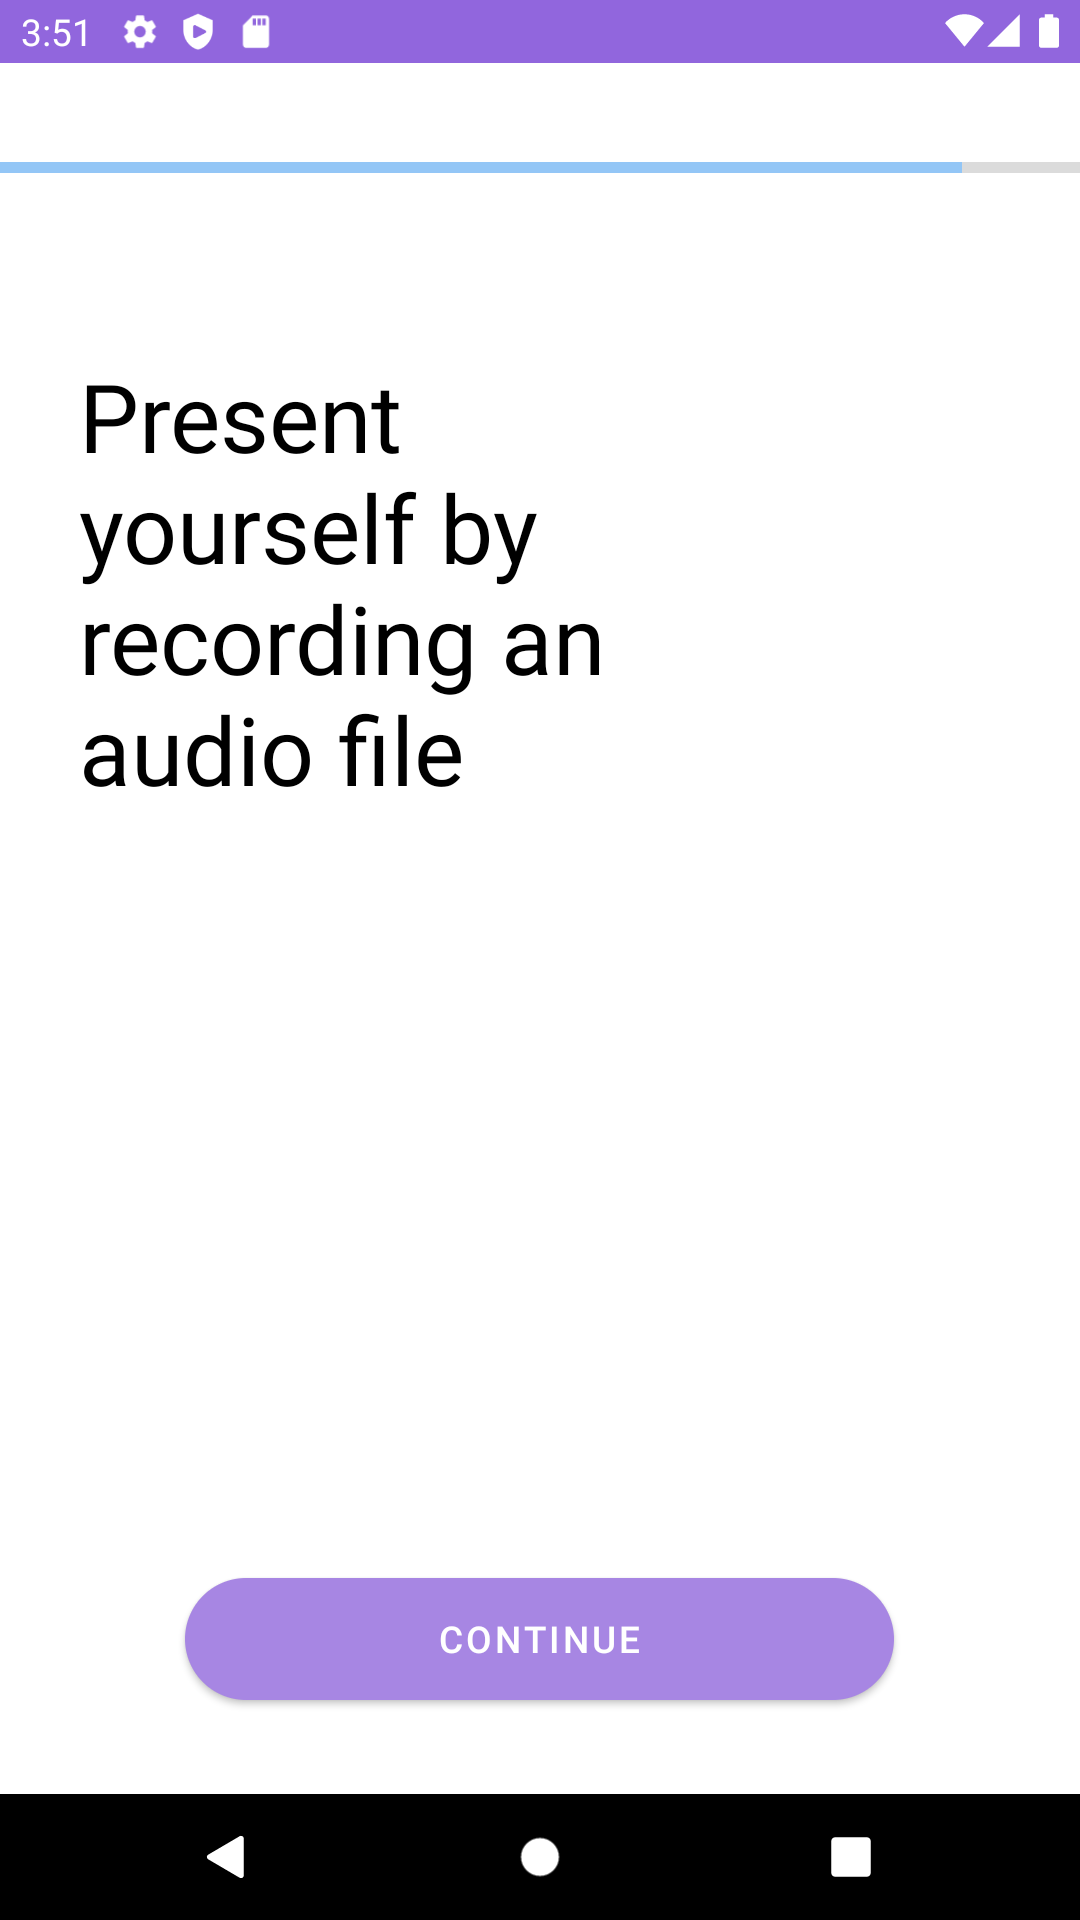 3:51
Present
yourself by
recording an
audio file
CONTINUE